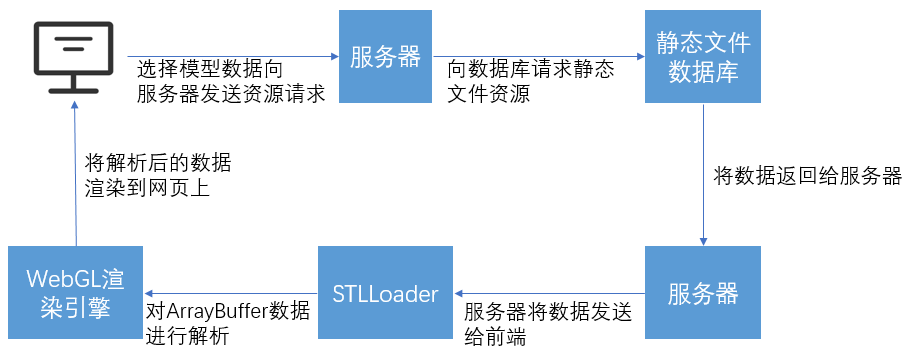 选择模型数据向
服务器发送资源请求
服务器
向数据库请求静态
文件资源
静态文件
数据库
将数据返回给服务器
服务器
服务器将数据发送
给前端
STLLoader
对ArrayBuffer数据
进行解析
WebGL渲
染引擎
将解析后的数据
渲染到网页上